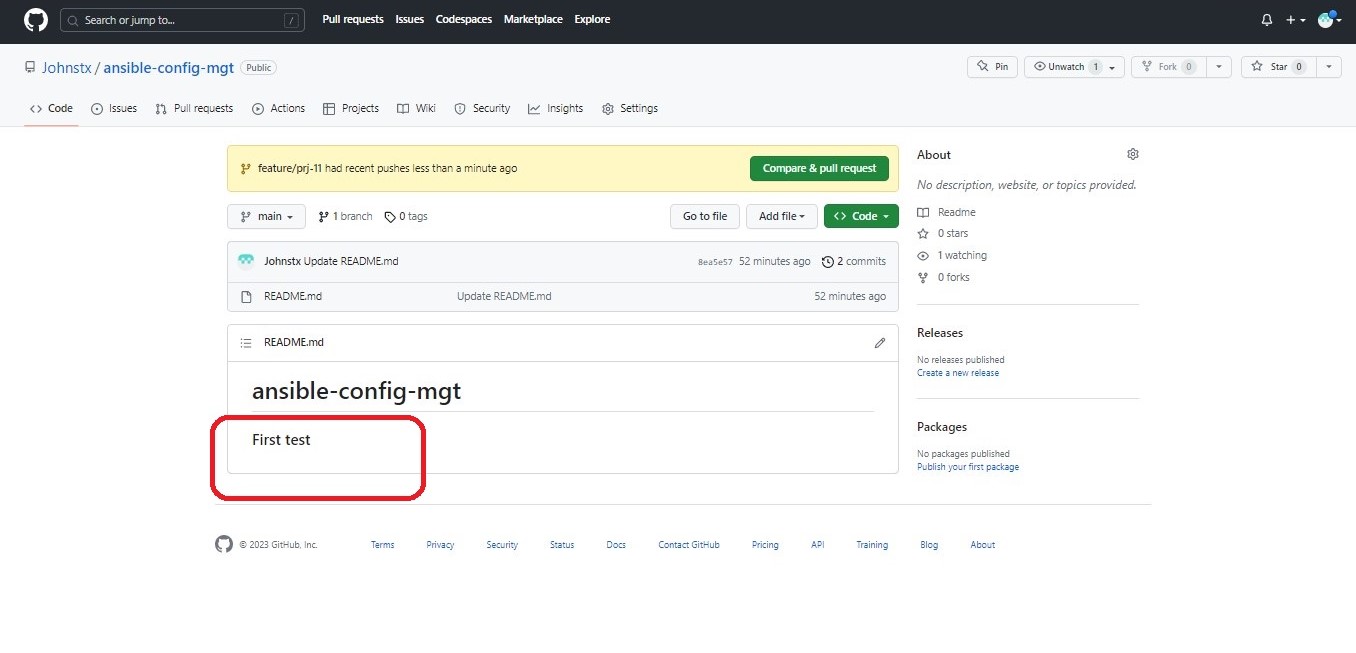 Search or jump to... /
Pull requests Issues Codespaces Marketplace Explore
Johnstx / ansible-config-mgt Public
Pin Unwatch 1 Fork 0 Star 0
Code Issues Pull requests Actions Projects Wiki Security Insights Settings
feature/prj-11 had recent pushes less than a minute ago Compare & pull request
main 1 branch 0 tags Go to file Add file Code
Johnstx Update README.md 8ea5e57 52 minutes ago 2 commits
README.md Update README.md 52 minutes ago
README.md
ansible-config-mgt
First test
About
No description, website, or topics provided.
Readme
0 stars
1 watching
0 forks
Releases
No releases published
Create a new release
Packages
No packages published
Publish your first package
© 2023 GitHub, Inc. Terms Privacy Security Status Docs Contact GitHub Pricing API Training Blog About